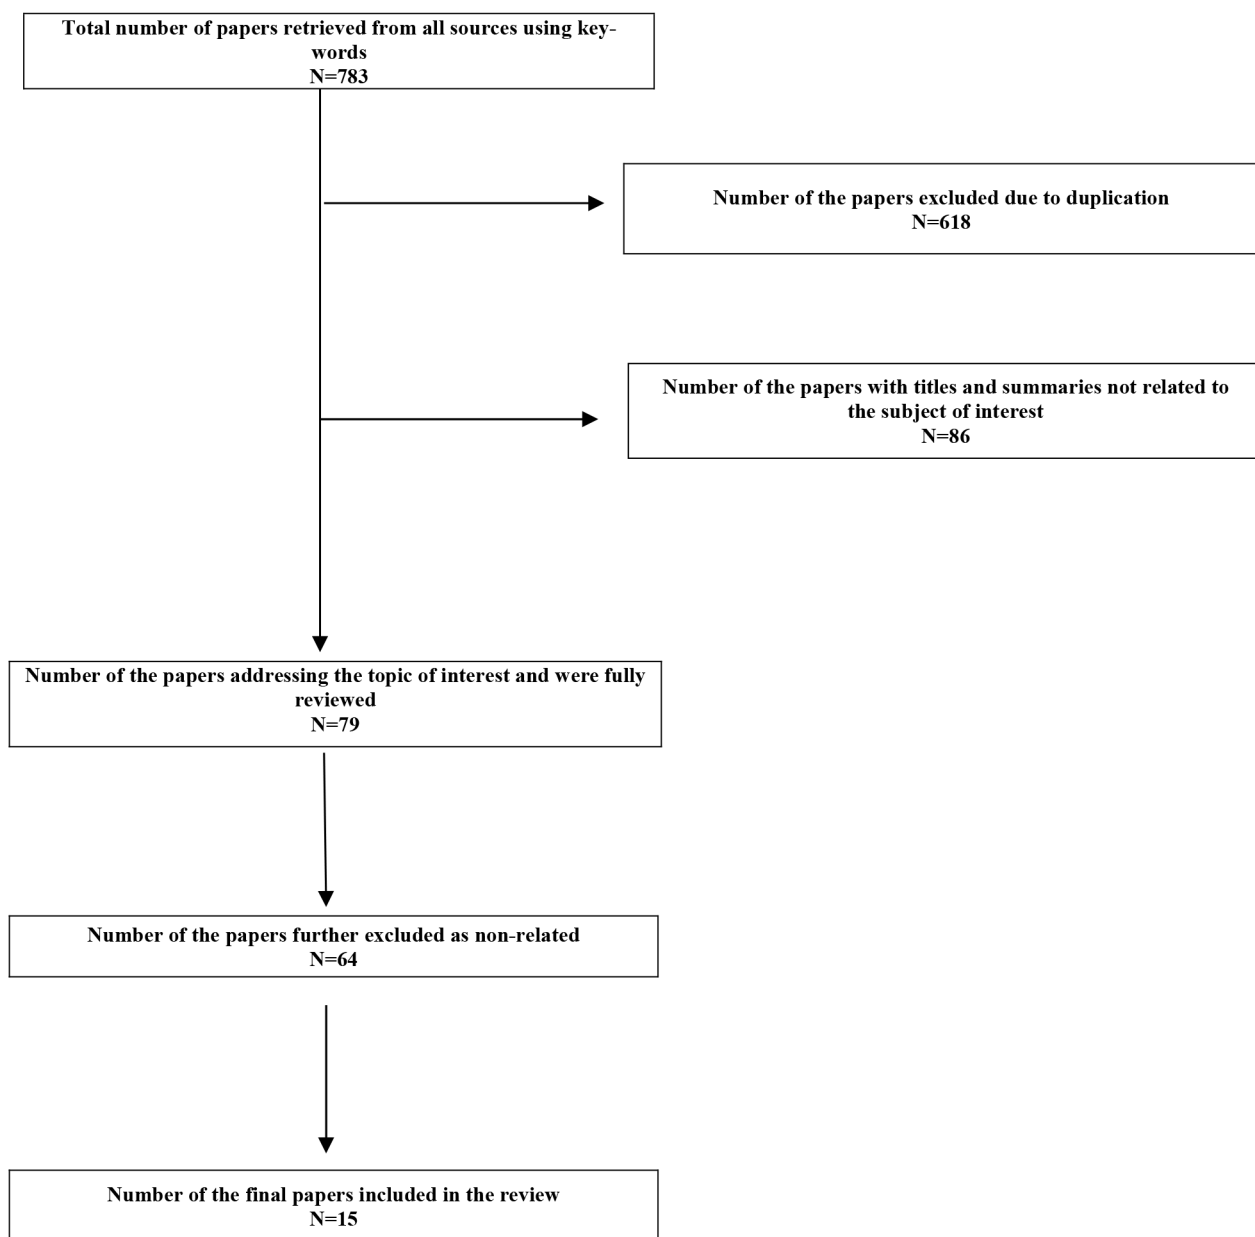 Total number of papers retrieved from all sources using key-
words
N=783
Number of the papers excluded due to duplication
N=618
Number of the papers with titles and summaries not related to
the subject of interest
N=86
Number of the papers addressing the topic of interest and were fully
reviewed
N=79
Number of the papers further excluded as non-related
N=64
Number of the final papers included in the review
N=15